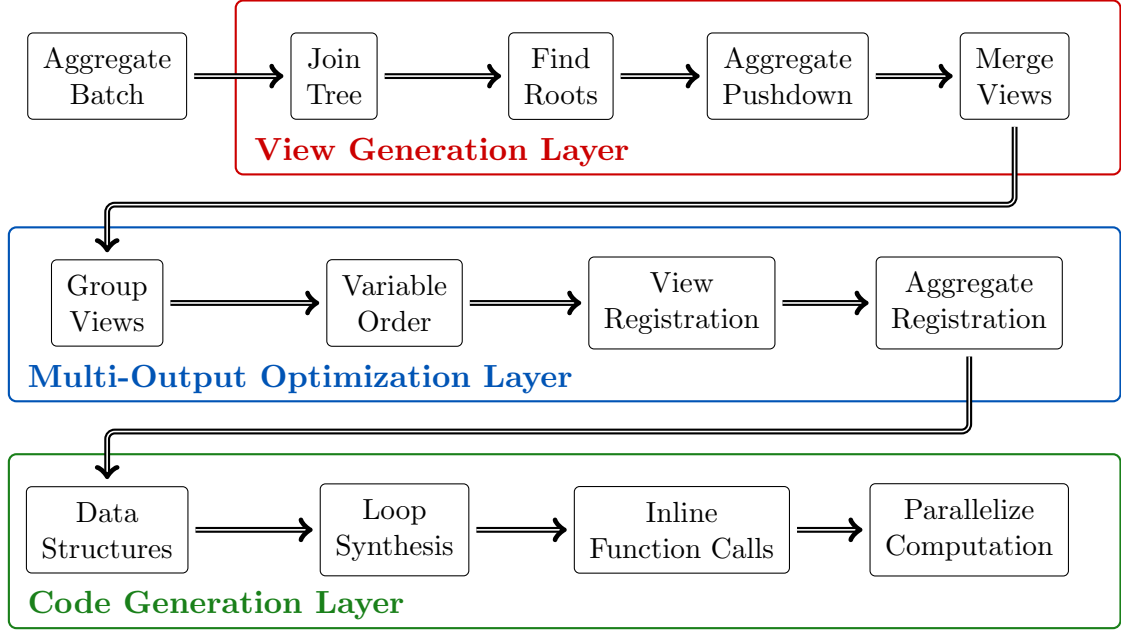 Aggregate
Batch
Join
Tree
Find
Roots
Aggregate
Pushdown
Merge
Views
View Generation Layer
Group
Views
Variable
Order
View
Registration
Aggregate
Registration
Multi-Output Optimization Layer
Data
Structures
Loop
Synthesis
Inline
Function Calls
Parallelize
Computation
Code Generation Layer